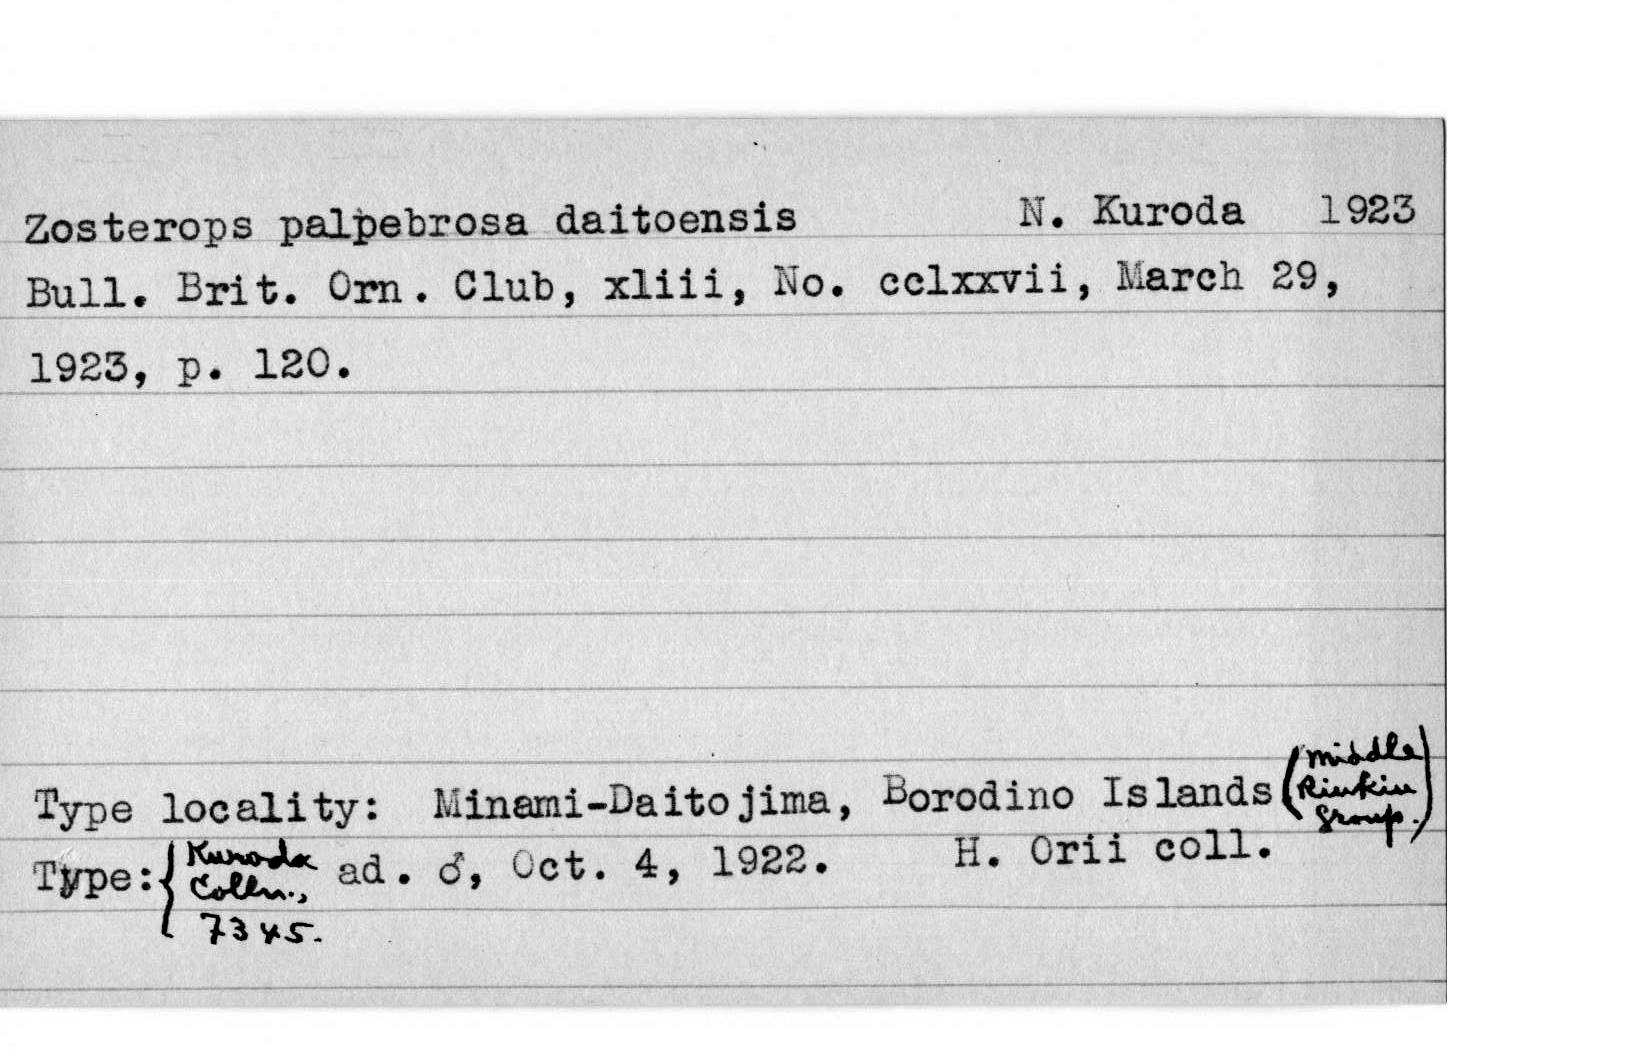 Zosterops palpebrosa daitoensis N. Kuroda 1923
Bull. Brit. Orn. Club, xliii, No. cclxxvii, March 29,
1923, p. 120.
Type locality: Minami-Daitojima, Borodino Islands (Middle
Riukiu
group.)
Type: { Kuroda
Colln.,
7345. ad. ♂, Oct. 4, 1922. H. Orii coll.